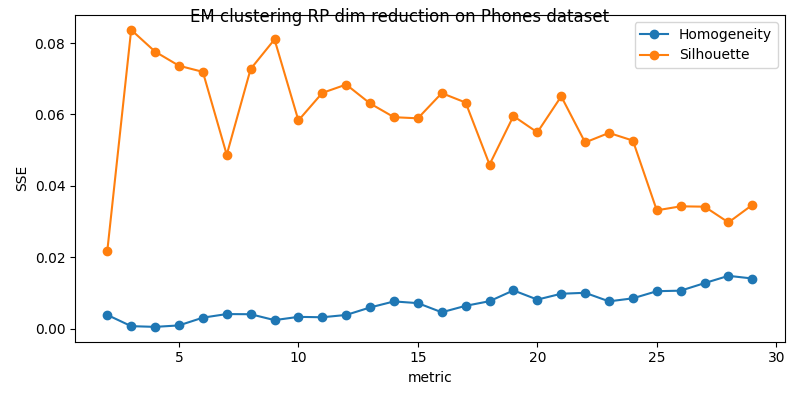 EM clustering RP dim reduction on Phones dataset
Homogeneity
Silhouette
0.08
0.06
0.04
0.02
0.00
SSE
5 10 15 20 25 30
metric